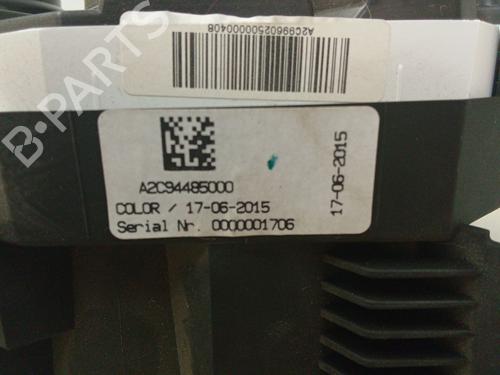 A2C99602500000408
A2C94485000
COLOR / 17-06-2015
Serial Nr. 0000001706
17-06-2015
B-PARTS